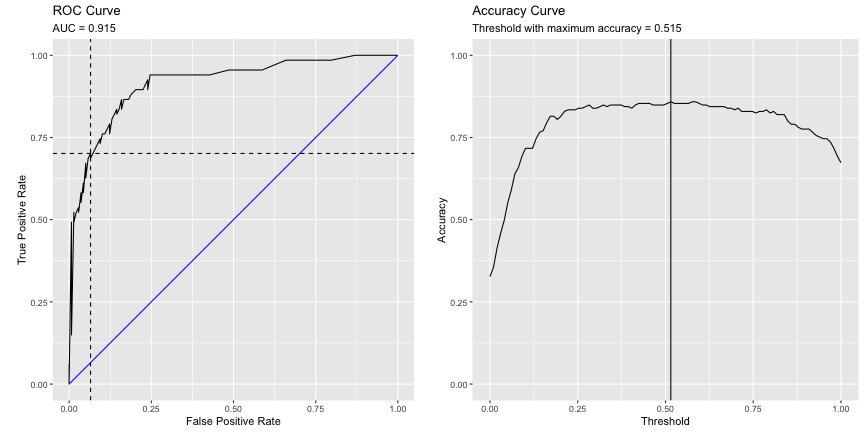 ROC Curve
AUC = 0.915
1.00
0.75
0.50
0.25
0.00
True Positive Rate
0.00 0.25 0.50 0.75 1.00
False Positive Rate
Accuracy Curve
Threshold with maximum accuracy = 0.515
1.00
0.75
0.50
0.25
0.00
Accuracy
0.00 0.25 0.50 0.75 1.00
Threshold